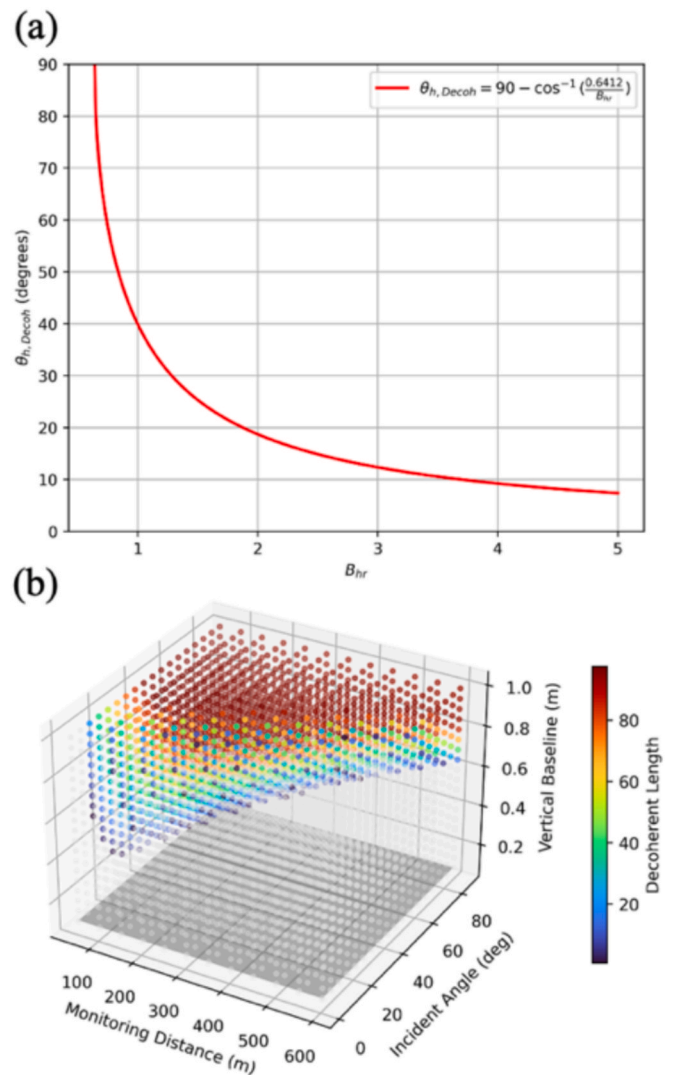 (a)
90
80
70
60
50
40
30
20
10
0
θh,Decoh (degrees)
θh,Decoh = 90 − cos⁻¹(0.6412/Bhr)
1 2 3 4 5
Bhr
(b)
1.0
0.8
0.6
0.4
0.2
Vertical Baseline (m)
80
60
40
20
Decoherent Length
80
60
40
20
0
Incident Angle (deg)
100 200 300 400 500 600
Monitoring Distance (m)